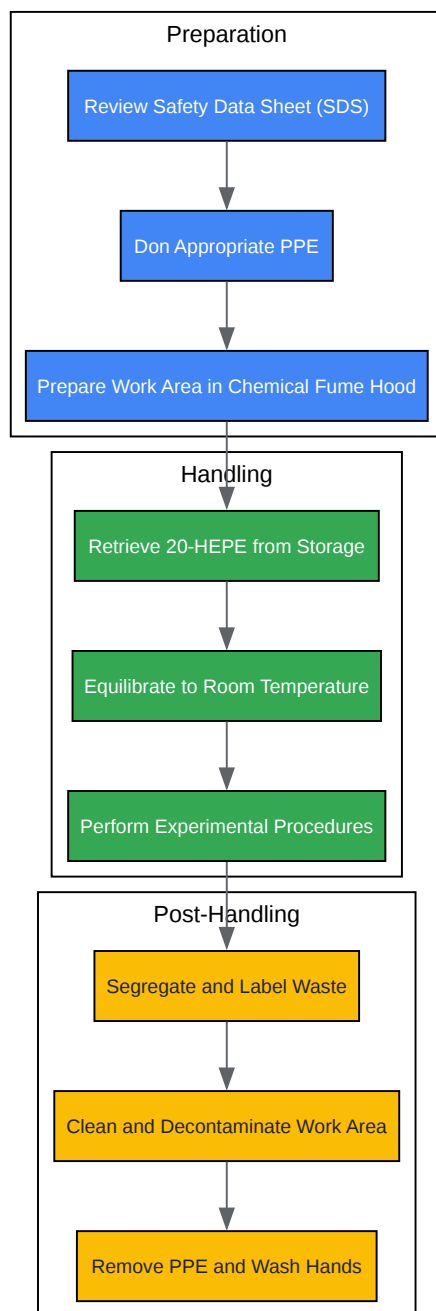 Preparation
Review Safety Data Sheet (SDS)
Don Appropriate PPE
Prepare Work Area in Chemical Fume Hood
Handling
Retrieve 20-HEPE from Storage
Equilibrate to Room Temperature
Perform Experimental Procedures
Post-Handling
Segregate and Label Waste
Clean and Decontaminate Work Area
Remove PPE and Wash Hands